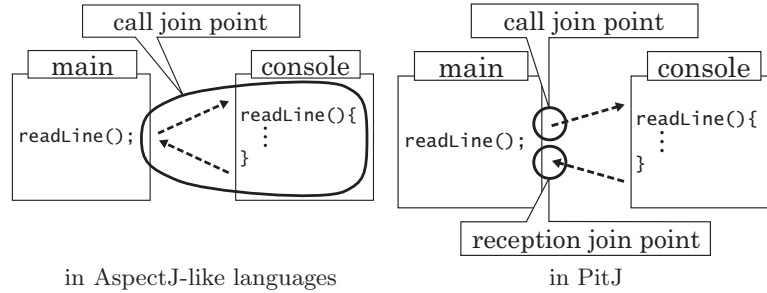 call join point
main
console
readLine();
readLine(){
⋮
}
in AspectJ-like languages
call join point
main
console
readLine();
readLine(){
⋮
}
reception join point
in PitJ